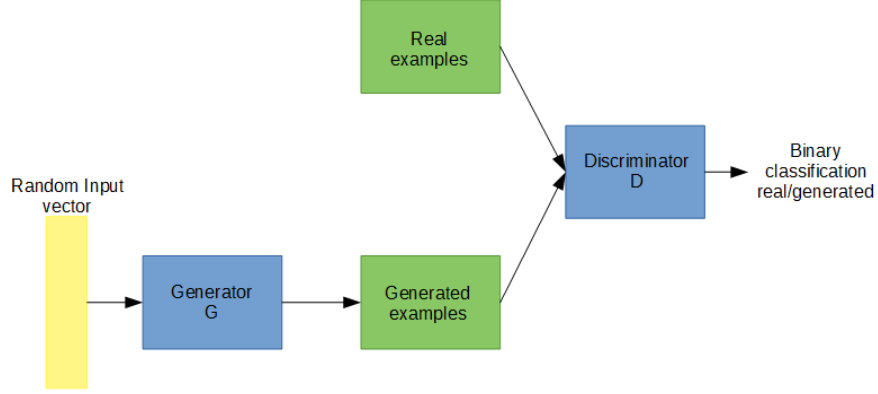 Real
examples
Discriminator
D
Binary
classification
real/generated
Random Input
vector
Generator
G
Generated
examples